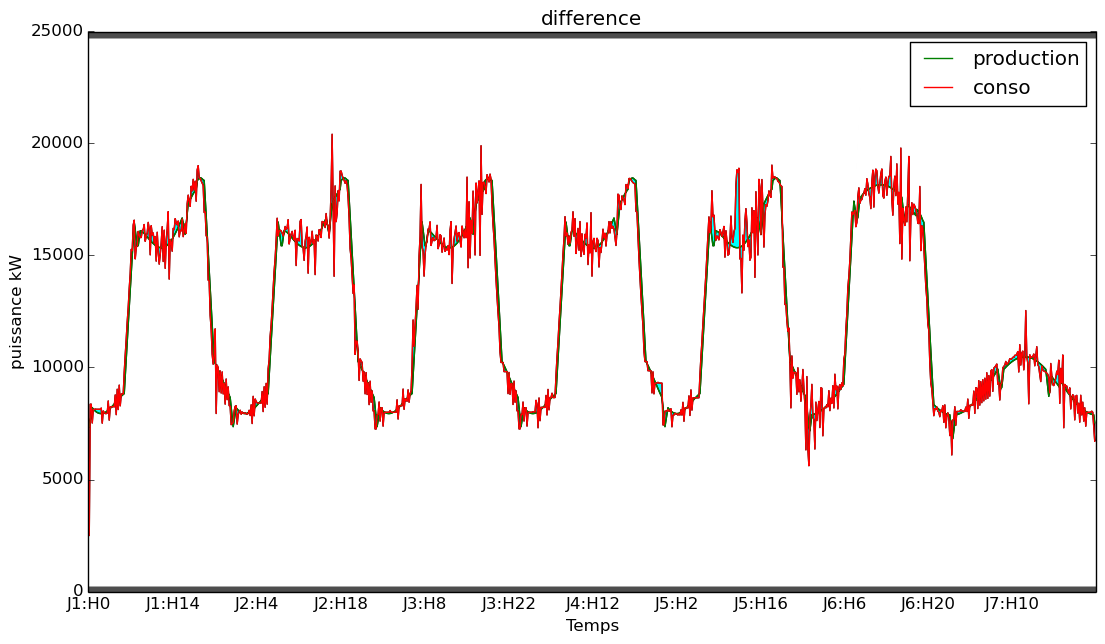 difference
25000
20000
15000
10000
5000
0
puissance kW
production
conso
J1:H0 J1:H14 J2:H4 J2:H18 J3:H8 J3:H22 J4:H12 J5:H2 J5:H16 J6:H6 J6:H20 J7:H10
Temps